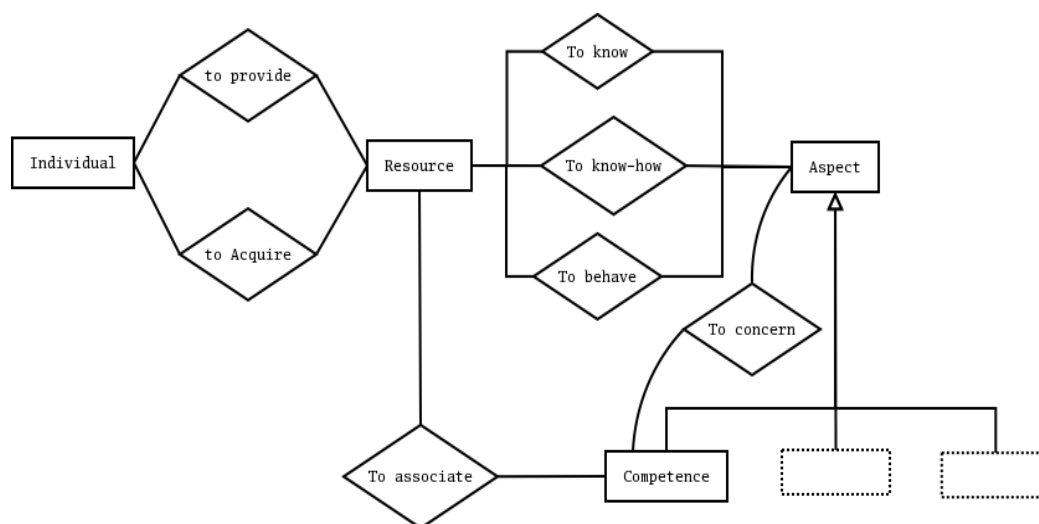 To know
to provide
Individual
Resource
To know-how
Aspect
to Acquire
To behave
To concern
To associate
Competence